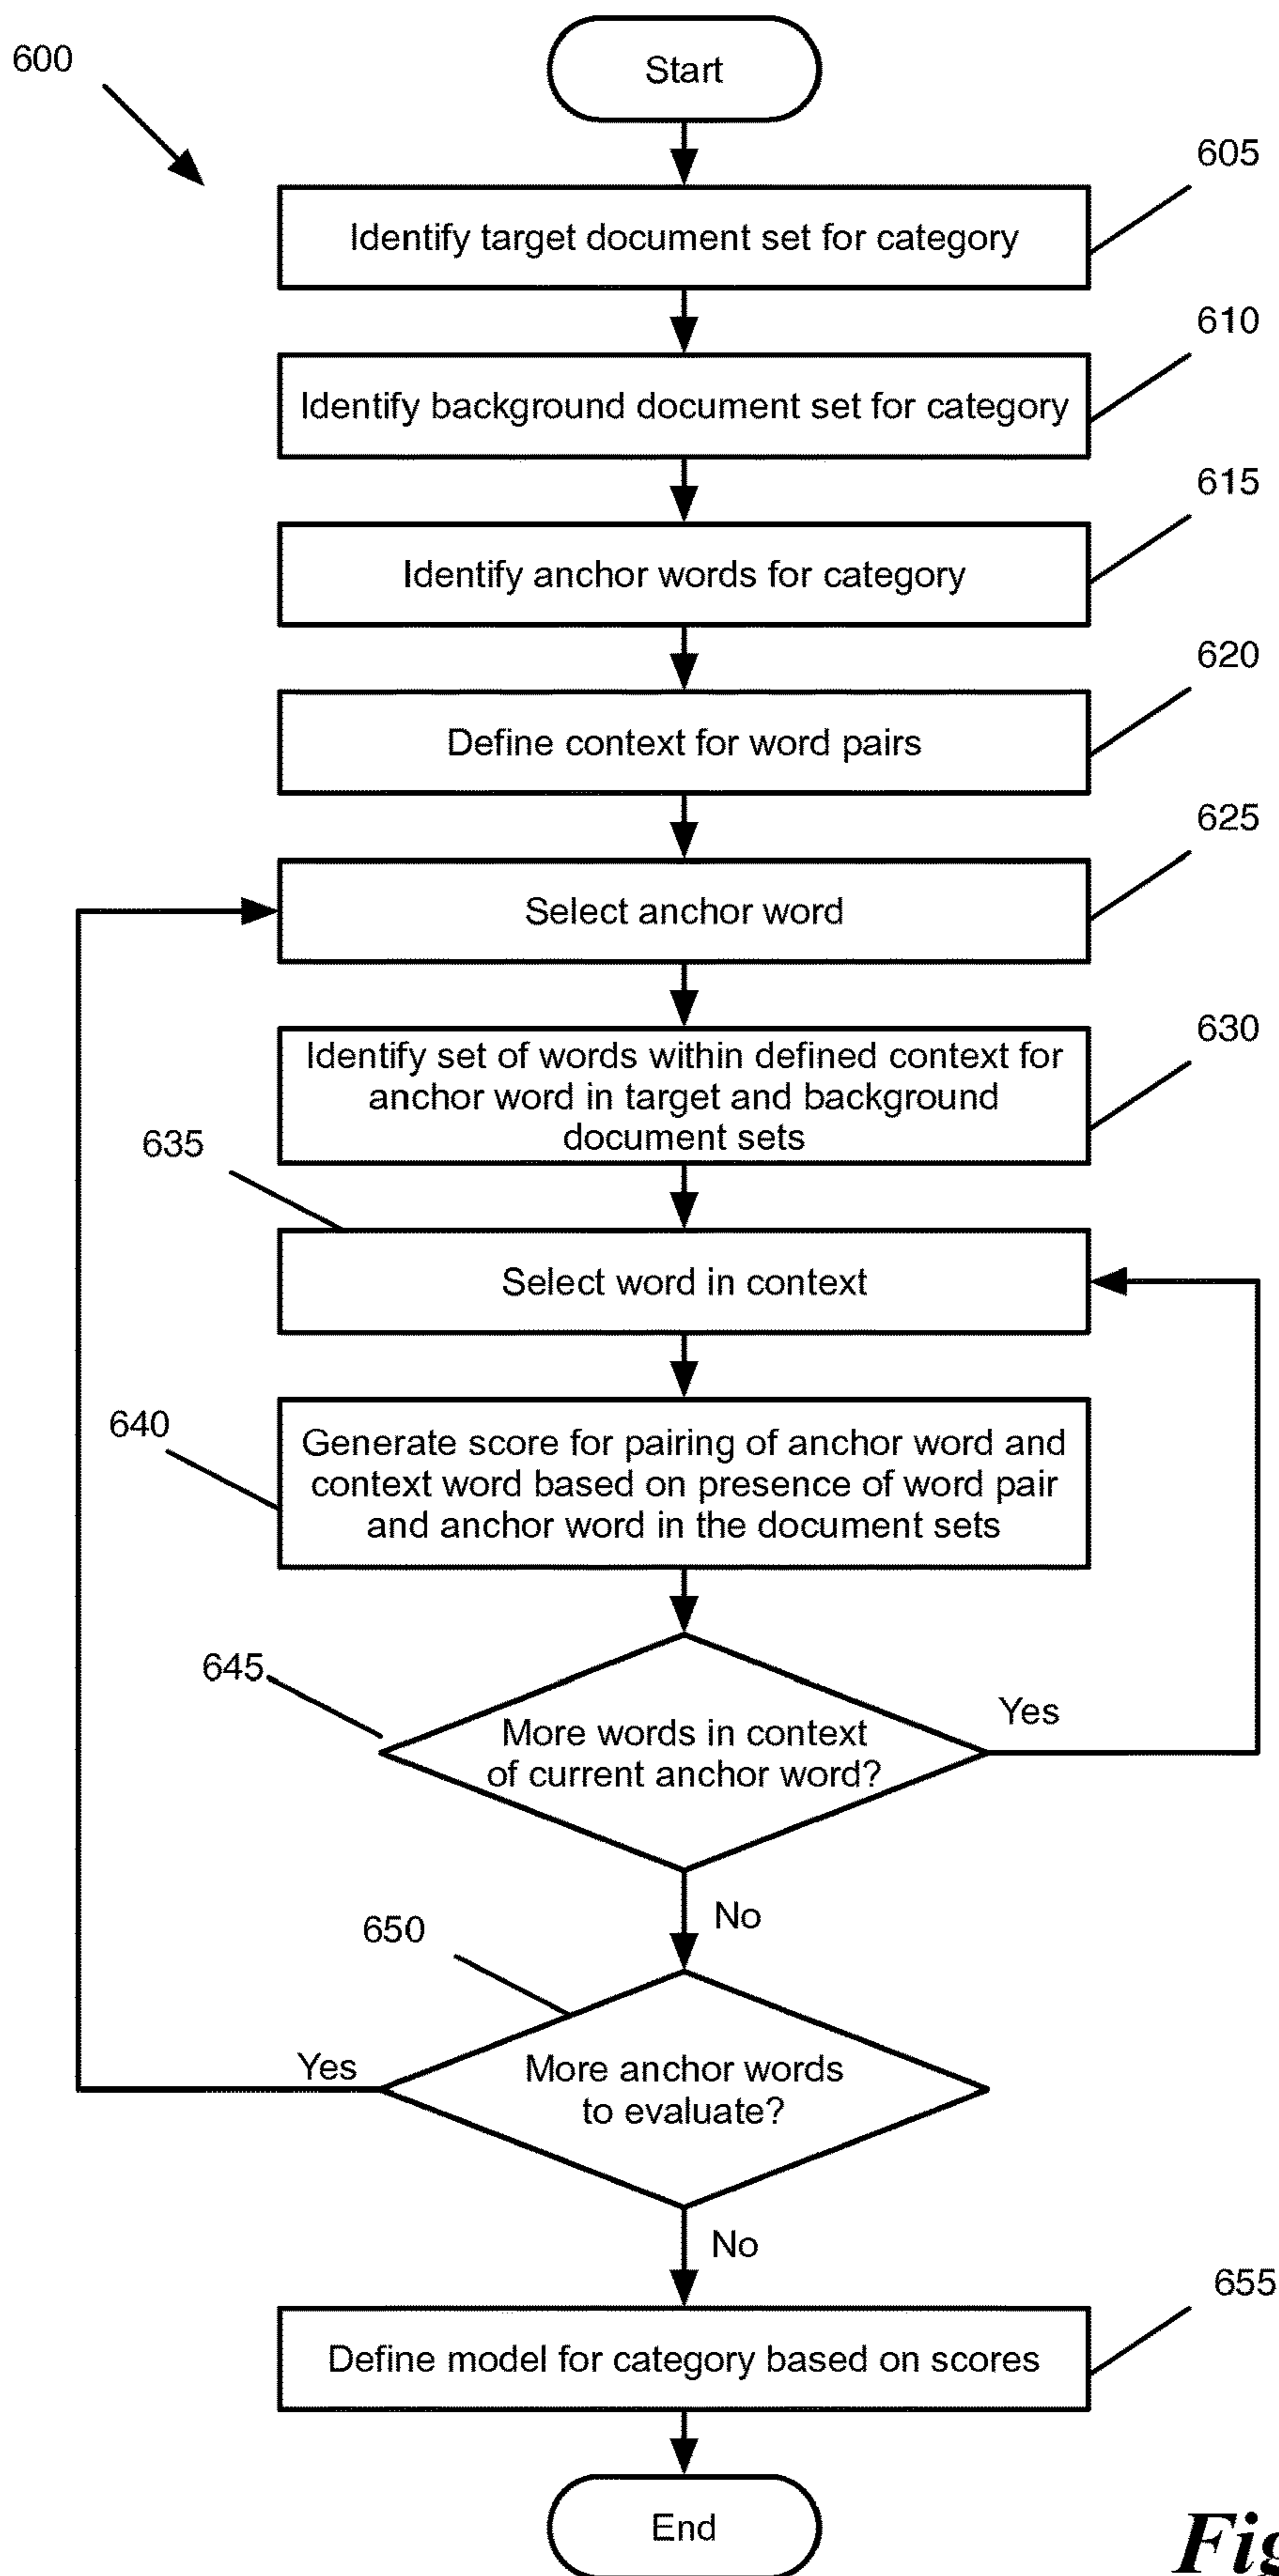 600
Start
605
Identify target document set for category
610
Identify background document set for category
615
Identify anchor words for category
620
Define context for word pairs
625
Select anchor word
630
Identify set of words within defined context for
anchor word in target and background
document sets
635
Select word in context
640
Generate score for pairing of anchor word and
context word based on presence of word pair
and anchor word in the document sets
645
More words in context
of current anchor word?
Yes
No
650
More anchor words
to evaluate?
Yes
No
655
Define model for category based on scores
End
Fig